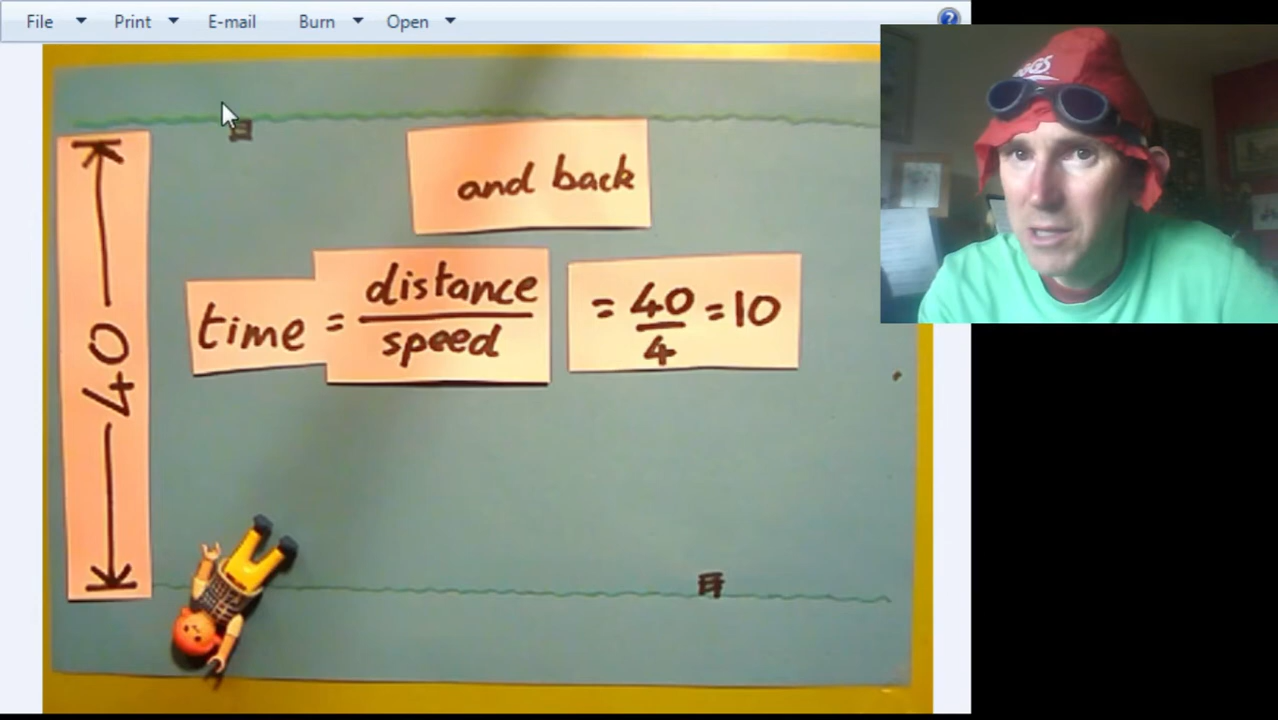 File Print E-mail Burn Open
and back
time = distance/speed = 40/4 = 10
40